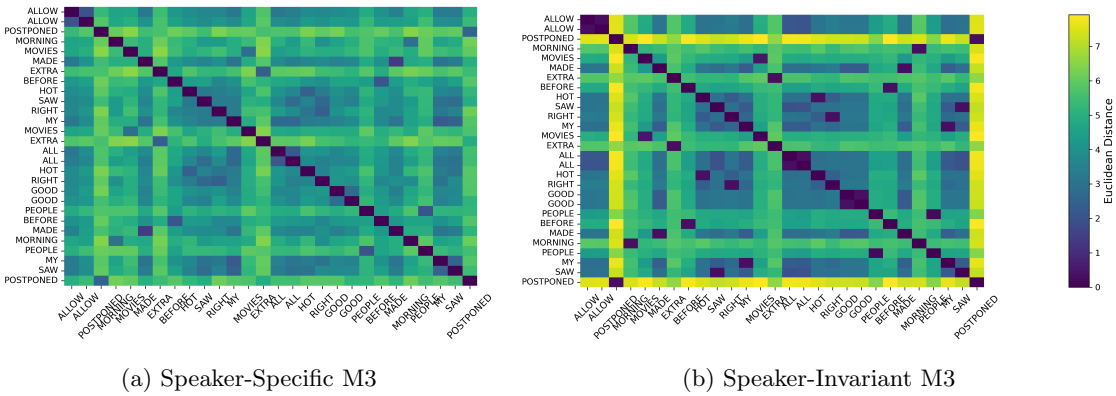 ALLOW
ALLOW
POSTPONED
MORNING
MOVIES
MADE
EXTRA
BEFORE
HOT
SAW
RIGHT
MY
MOVIES
EXTRA
ALL
ALL
HOT
RIGHT
GOOD
GOOD
PEOPLE
BEFORE
MADE
MORNING
PEOPLE
MY
SAW
POSTPONED
ALLOW
ALLOW
POSTPONED
MORNING
MOVIES
MADE
EXTRA
BEFORE
HOT
SAW
RIGHT
MY
MOVIES
EXTRA
ALL
ALL
HOT
RIGHT
GOOD
GOOD
PEOPLE
BEFORE
MADE
MORNING
PEOPLE
MY
SAW
POSTPONED
(a) Speaker-Specific M3
ALLOW
ALLOW
POSTPONED
MORNING
MOVIES
MADE
EXTRA
BEFORE
HOT
SAW
RIGHT
MY
MOVIES
EXTRA
ALL
ALL
HOT
RIGHT
GOOD
GOOD
PEOPLE
BEFORE
MADE
MORNING
PEOPLE
MY
SAW
POSTPONED
ALLOW
ALLOW
POSTPONED
MORNING
MOVIES
MADE
EXTRA
BEFORE
HOT
SAW
RIGHT
MY
MOVIES
EXTRA
ALL
ALL
HOT
RIGHT
GOOD
GOOD
PEOPLE
BEFORE
MADE
MORNING
PEOPLE
MY
SAW
POSTPONED
(b) Speaker-Invariant M3
7
6
5
4
3
2
1
0
Euclidean Distance